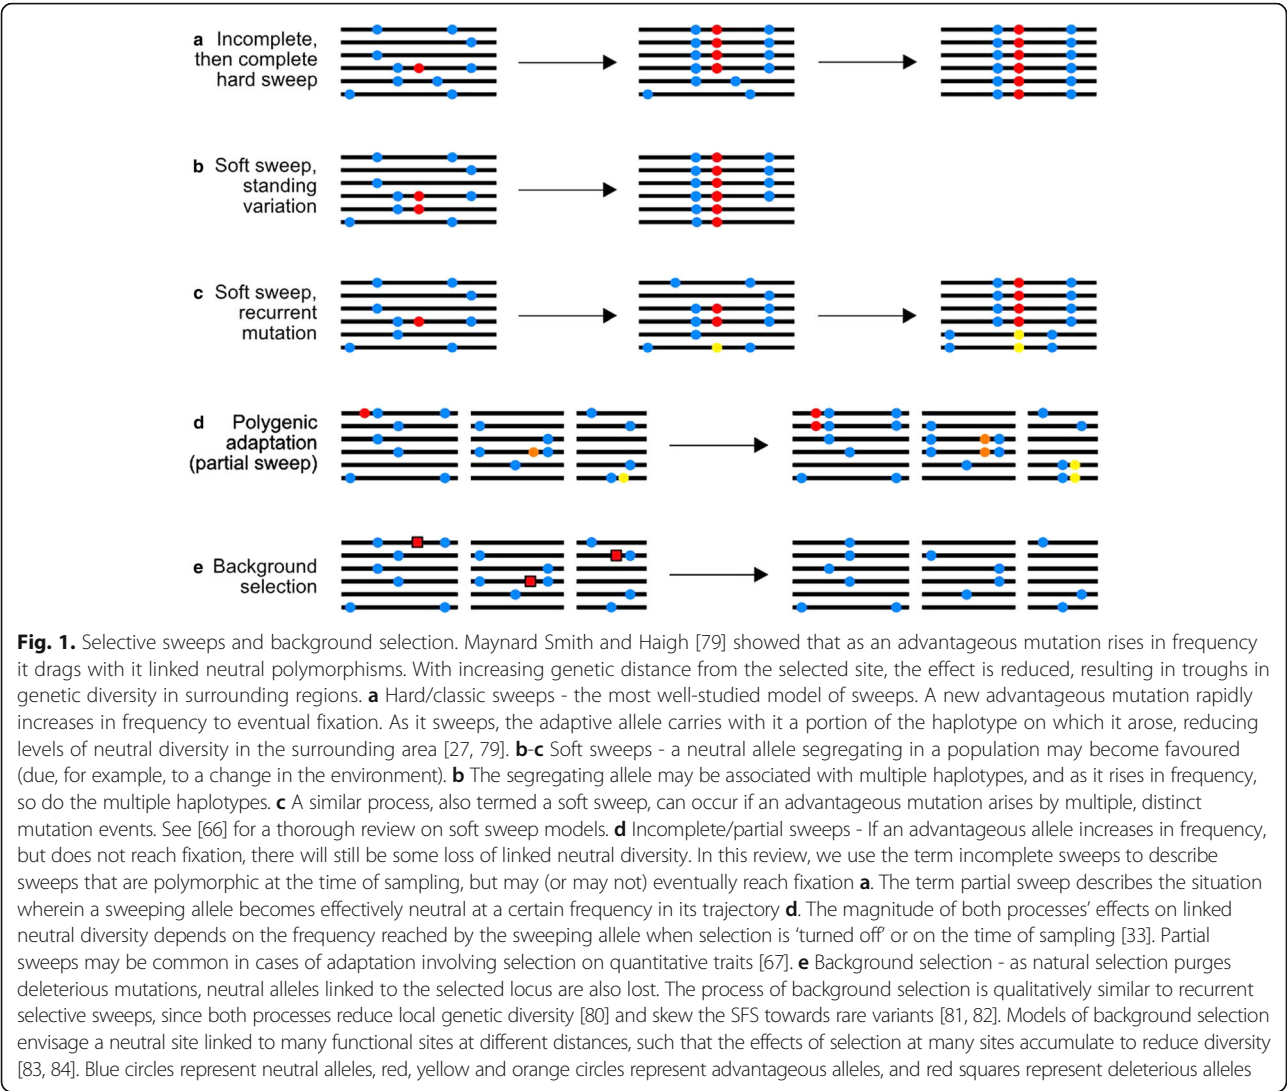 a Incomplete,
then complete
hard sweep
b Soft sweep,
standing
variation
c Soft sweep,
recurrent
mutation
d Polygenic
adaptation
(partial sweep)
e Background
selection
Fig. 1. Selective sweeps and background selection. Maynard Smith and Haigh [79] showed that as an advantageous mutation rises in frequency
it drags with it linked neutral polymorphisms. With increasing genetic distance from the selected site, the effect is reduced, resulting in troughs in
genetic diversity in surrounding regions. a Hard/classic sweeps - the most well-studied model of sweeps. A new advantageous mutation rapidly
increases in frequency to eventual fixation. As it sweeps, the adaptive allele carries with it a portion of the haplotype on which it arose, reducing
levels of neutral diversity in the surrounding area [27, 79]. b-c Soft sweeps - a neutral allele segregating in a population may become favoured
(due, for example, to a change in the environment). b The segregating allele may be associated with multiple haplotypes, and as it rises in frequency,
so do the multiple haplotypes. c A similar process, also termed a soft sweep, can occur if an advantageous mutation arises by multiple, distinct
mutation events. See [66] for a thorough review on soft sweep models. d Incomplete/partial sweeps - If an advantageous allele increases in frequency,
but does not reach fixation, there will still be some loss of linked neutral diversity. In this review, we use the term incomplete sweeps to describe
sweeps that are polymorphic at the time of sampling, but may (or may not) eventually reach fixation a. The term partial sweep describes the situation
wherein a sweeping allele becomes effectively neutral at a certain frequency in its trajectory d. The magnitude of both processes' effects on linked
neutral diversity depends on the frequency reached by the sweeping allele when selection is 'turned off' or on the time of sampling [33]. Partial
sweeps may be common in cases of adaptation involving selection on quantitative traits [67]. e Background selection - as natural selection purges
deleterious mutations, neutral alleles linked to the selected locus are also lost. The process of background selection is qualitatively similar to recurrent
selective sweeps, since both processes reduce local genetic diversity [80] and skew the SFS towards rare variants [81, 82]. Models of background selection
envisage a neutral site linked to many functional sites at different distances, such that the effects of selection at many sites accumulate to reduce diversity
[83, 84]. Blue circles represent neutral alleles, red, yellow and orange circles represent advantageous alleles, and red squares represent deleterious alleles